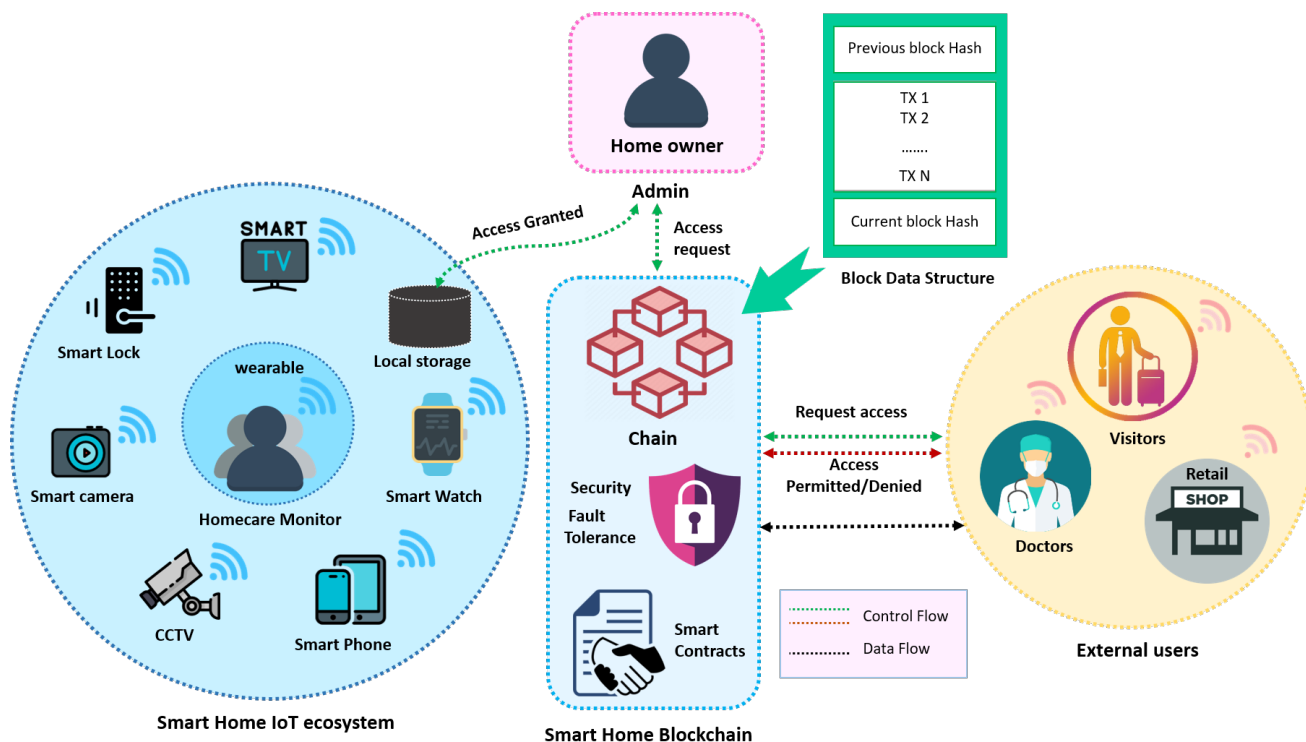 Home owner
Admin
Access Granted
Access
request
Previous block Hash
TX 1
TX 2
.......
TX N
Current block Hash
Block Data Structure
SMART
TV
Smart Lock
Local storage
wearable
Homecare Monitor
Smart camera
Smart Watch
CCTV
Smart Phone
Smart Home IoT ecosystem
Chain
Security
Fault
Tolerance
Smart
Contracts
Smart Home Blockchain
Request access
Access
Permitted/Denied
Visitors
Doctors
Retail
SHOP
External users
Control Flow
Data Flow